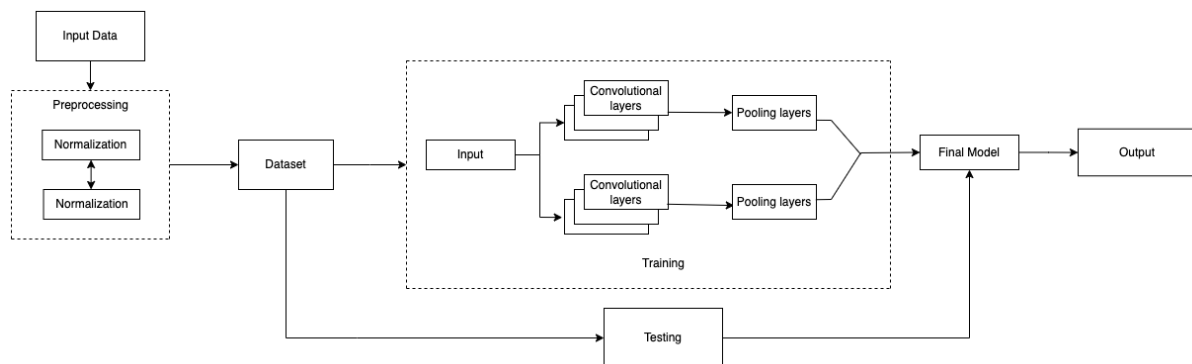 Input Data
Preprocessing
Normalization
Normalization
Dataset
Input
Convolutional
layers
Pooling layers
Convolutional
layers
Pooling layers
Training
Final Model
Output
Testing